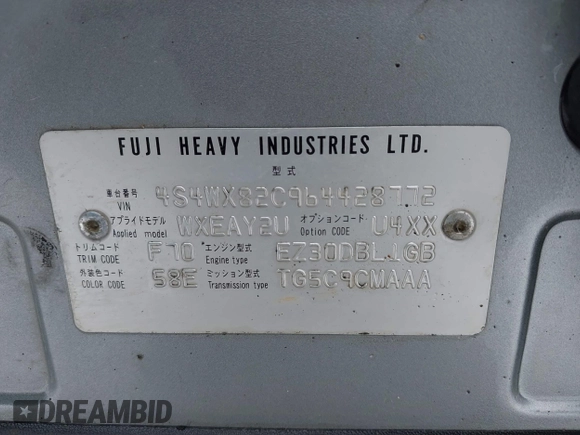 FUJI HEAVY INDUSTRIES LTD.
型式
車台番号 VIN 4S4WX82C964428772
アプライドモデル Applied model WXEAY2U オプションコード Option CODE U4XX
トリムコード TRIM CODE F70 *エンジン型式 Engine type EZ30DBL1GB
外装色コード COLOR CODE 58E ミッション型式 Transmission type TG5C9CMAAA
DREAMBID